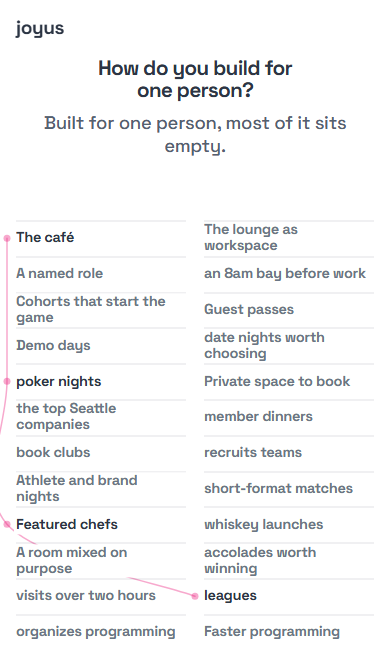 joyus
How do you build for
one person?
Built for one person, most of it sits
empty.
The café
The lounge as
workspace
A named role
an 8am bay before work
Cohorts that start the
game
Guest passes
Demo days
date nights worth
choosing
poker nights
Private space to book
the top Seattle
companies
member dinners
book clubs
recruits teams
Athlete and brand
nights
short-format matches
Featured chefs
whiskey launches
A room mixed on
purpose
accolades worth
winning
visits over two hours
leagues
organizes programming
Faster programming